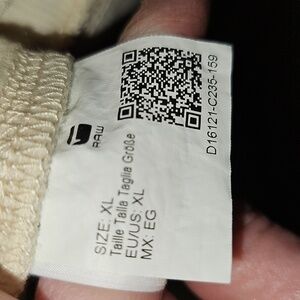 RAW
D16121-C235-159
SIZE: XL
Taille Talla Taglia Größe
EU/US: XL
MX: EG